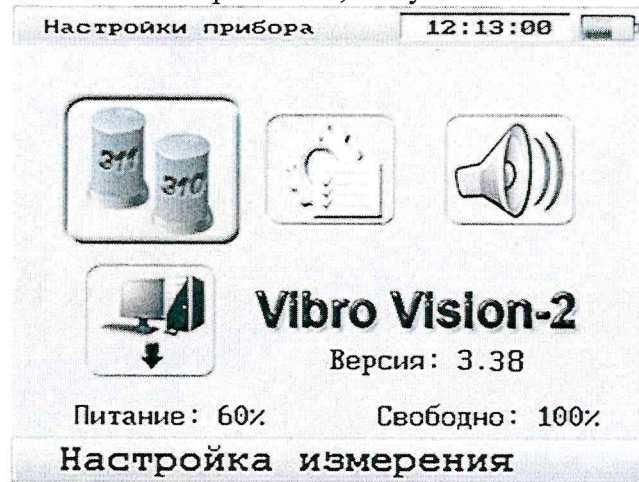 Настройки прибора 12:13:00
311
310
Vibro Vision-2
Версия: 3.38
Питание: 60%
Свободно: 100%
Настройка измерения